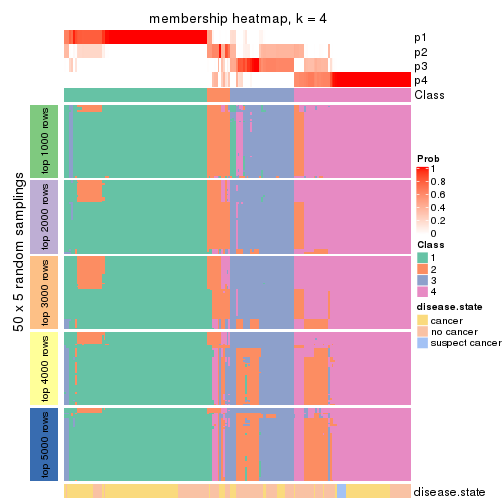 membership heatmap, k = 4
p1
p2
p3
p4
Class
50 x 5 random samplings
top 1000 rows
top 2000 rows
top 3000 rows
top 4000 rows
top 5000 rows
disease.state
Prob
1
0.8
0.6
0.4
0.2
0
Class
1
2
3
4
disease.state
cancer
no cancer
suspect cancer